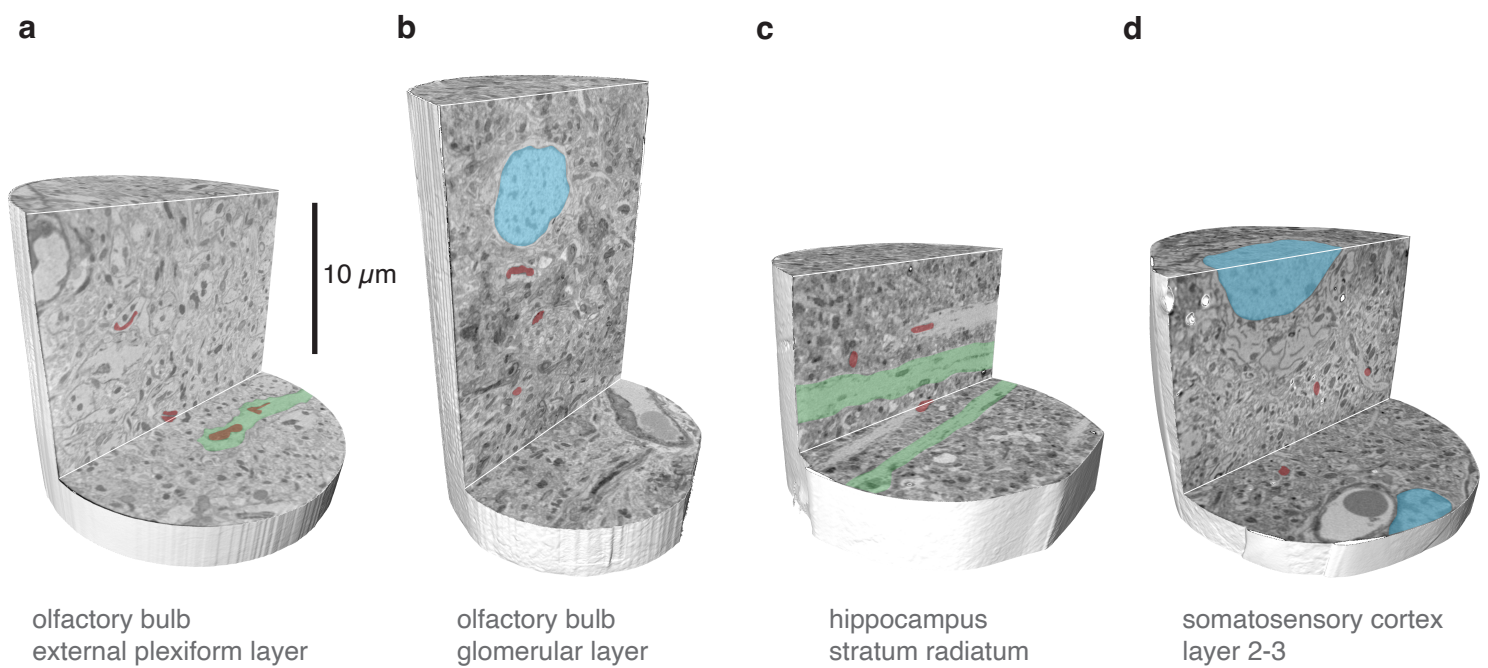 a
b
c
d
10 µm
olfactory bulb
external plexiform layer
olfactory bulb
glomerular layer
hippocampus
stratum radiatum
somatosensory cortex
layer 2-3